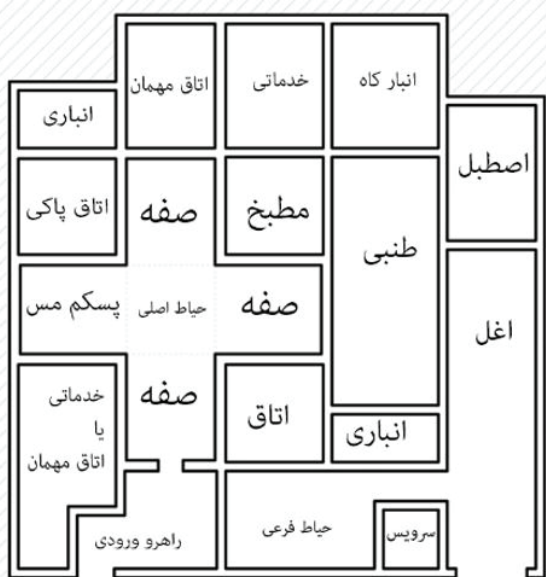 انبار کاه
خدماتی
اتاق مهمان
انباری
اصطبل
طنبی
مطبخ
صفه
اتاق پاکی
اغل
صفه
حیاط اصلی
پسکم مس
صفه
اتاق
انباری
خدماتی
یا
اتاق مهمان
سرویس
حیاط فرعی
راهرو ورودی